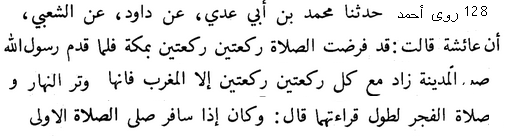 128 روى أحمد حدثنا محمد بن أبي عدي، عن داود، عن الشعبي،
أن عائشة قالت: قد فرضت الصلاة ركعتين ركعتين بمكة فلما قدم رسول الله
المدينة زاد مع كل ركعتين ركعتين إلا المغرب فانها وتر النهار و
صلاة الفجر لطول قراءتهما قال: وكان إذا سافر صلى الصلاة الاولى